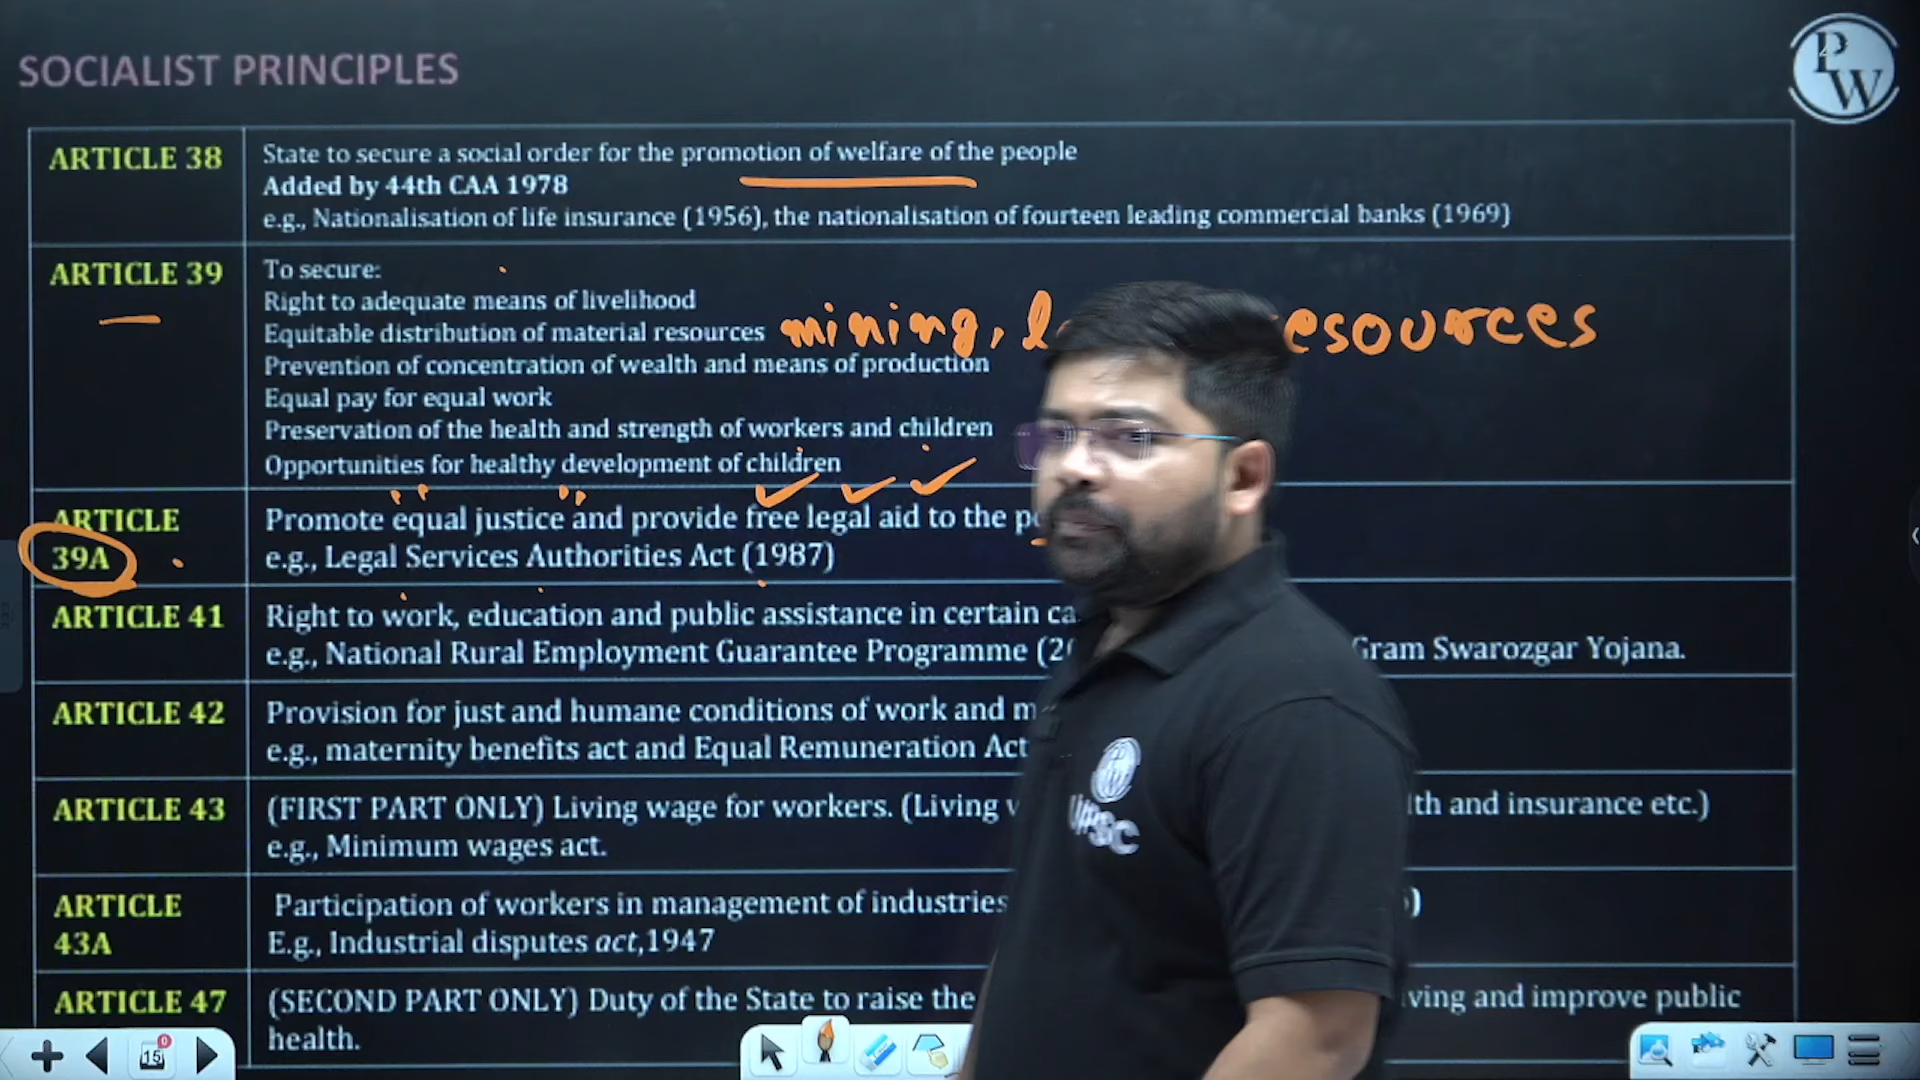 SOCIALIST PRINCIPLES
PW
ARTICLE 38
State to secure a social order for the promotion of welfare of the people
Added by 44th CAA 1978
e.g., Nationalisation of life insurance (1956), the nationalisation of fourteen leading commercial banks (1969)
ARTICLE 39
To secure:
Right to adequate means of livelihood
Equitable distribution of material resources mining, esources
Prevention of concentration of wealth and means of production
Equal pay for equal work
Preservation of the health and strength of workers and children
Opportunities for healthy development of children
ARTICLE
39A
Promote equal justice and provide free legal aid to the
e.g., Legal Services Authorities Act (1987)
ARTICLE 41
Right to work, education and public assistance in certain
e.g., National Rural Employment Guarantee Programme Gram Swarozgar Yojana.
ARTICLE 42
Provision for just and humane conditions of work and
e.g., maternity benefits act and Equal Remuneration Act
ARTICLE 43
(FIRST PART ONLY) Living wage for workers. (Living and insurance etc.)
e.g., Minimum wages act.
ARTICLE
43A
Participation of workers in management of industries
E.g., Industrial disputes act,1947
ARTICLE 47
(SECOND PART ONLY) Duty of the State to raise the and improve public
health.
15
0
UPSC